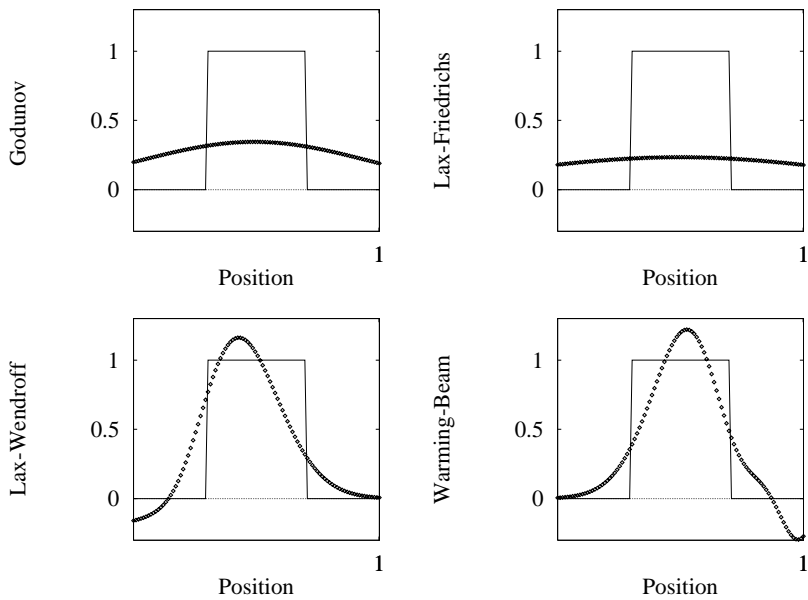 Godunov
1
0.5
0
1
Position
Lax-Friedrichs
1
0.5
0
1
Position
Lax-Wendroff
1
0.5
0
1
Position
Warming-Beam
1
0.5
0
1
Position